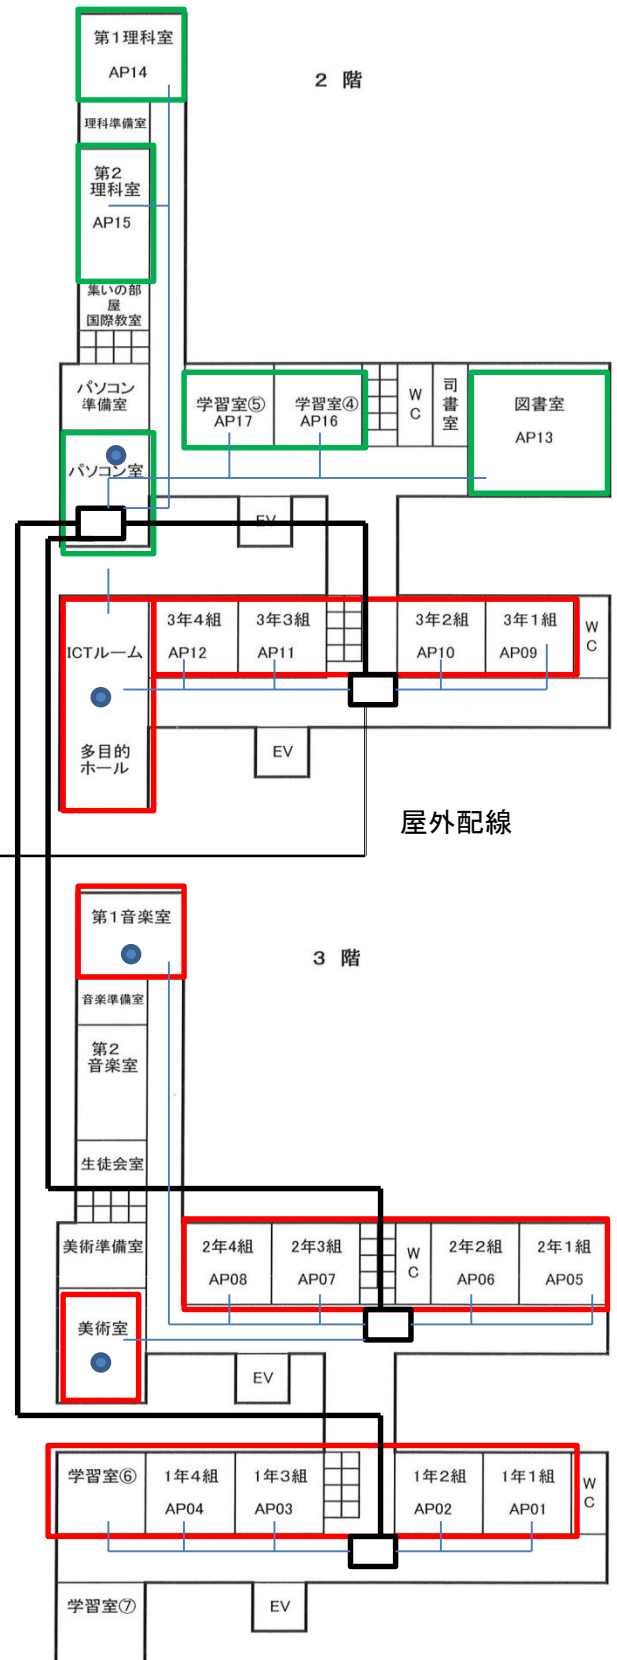 第1理科室
AP14
2 階
理科準備室
第2
理科室
AP15
集いの部
屋
国際教室
パソコン
準備室
学習室⑤
AP17
学習室④
AP16
W
C
司
書
室
図書室
AP13
パソコン室
EV
ICTルーム
多目的
ホール
3年4組
AP12
3年3組
AP11
3年2組
AP10
3年1組
AP09
W
C
EV
屋外配線
第1音楽室
3 階
音楽準備室
第2
音楽室
生徒会室
美術準備室
2年4組
AP08
2年3組
AP07
W
C
2年2組
AP06
2年1組
AP05
美術室
EV
学習室⑥
1年4組
AP04
1年3組
AP03
1年2組
AP02
1年1組
AP01
W
C
学習室⑦
EV